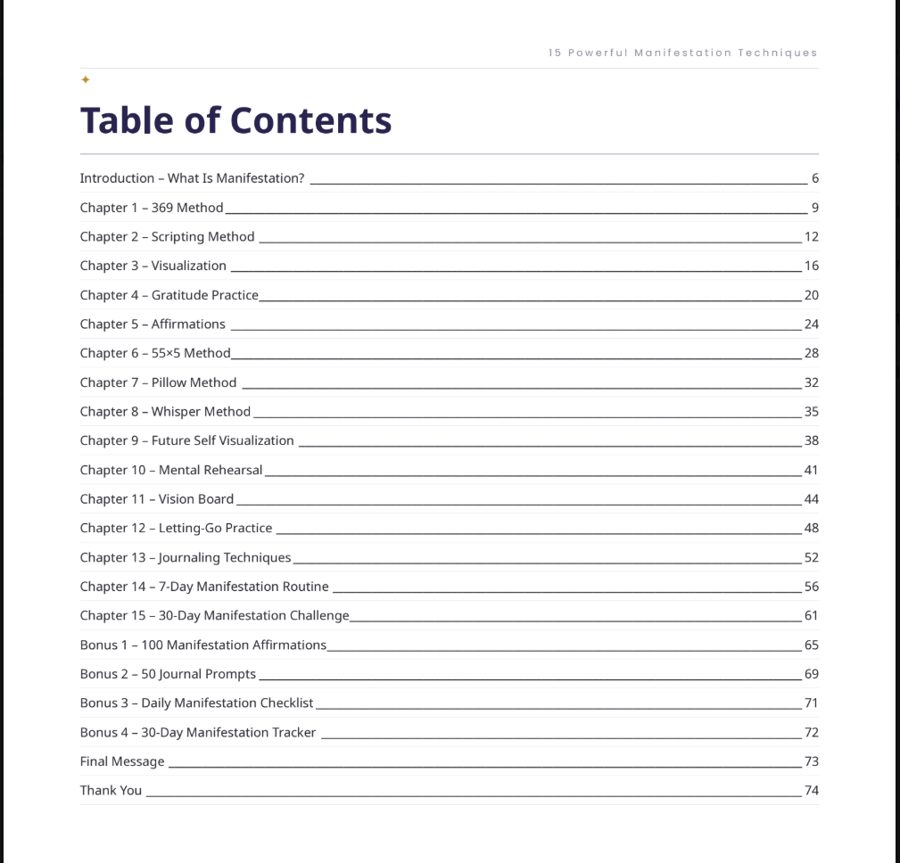 15 Powerful Manifestation Techniques
Table of Contents
Introduction – What Is Manifestation? 6
Chapter 1 – 369 Method 9
Chapter 2 – Scripting Method 12
Chapter 3 – Visualization 16
Chapter 4 – Gratitude Practice 20
Chapter 5 – Affirmations 24
Chapter 6 – 55×5 Method 28
Chapter 7 – Pillow Method 32
Chapter 8 – Whisper Method 35
Chapter 9 – Future Self Visualization 38
Chapter 10 – Mental Rehearsal 41
Chapter 11 – Vision Board 44
Chapter 12 – Letting-Go Practice 48
Chapter 13 – Journaling Techniques 52
Chapter 14 – 7-Day Manifestation Routine 56
Chapter 15 – 30-Day Manifestation Challenge 61
Bonus 1 – 100 Manifestation Affirmations 65
Bonus 2 – 50 Journal Prompts 69
Bonus 3 – Daily Manifestation Checklist 71
Bonus 4 – 30-Day Manifestation Tracker 72
Final Message 73
Thank You 74